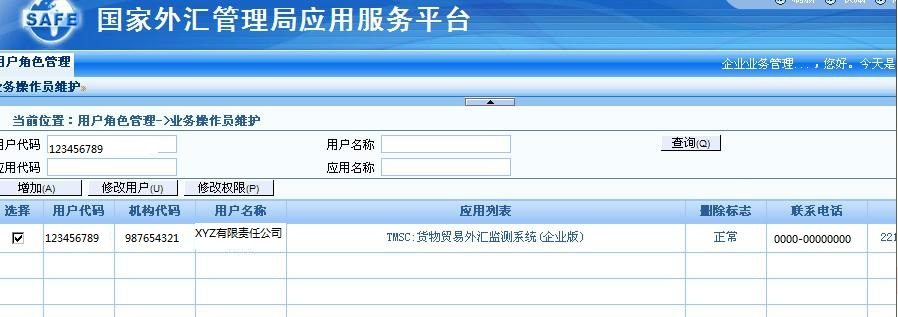 SAFE 国家外汇管理局应用服务平台
用户角色管理
企业业务管理...，您好。今天是
业务操作员维护
当前位置：用户角色管理->业务操作员维护
用户代码 123456789 用户名称 查询(Q)
应用代码 应用名称
增加(A) 修改用户(U) 修改权限(P)
选择 用户代码 机构代码 用户名称 应用列表 删除标志 联系电话
123456789 987654321 XYZ有限责任公司 TMSC:货物贸易外汇监测系统(企业版) 正常 0000-00000000 221